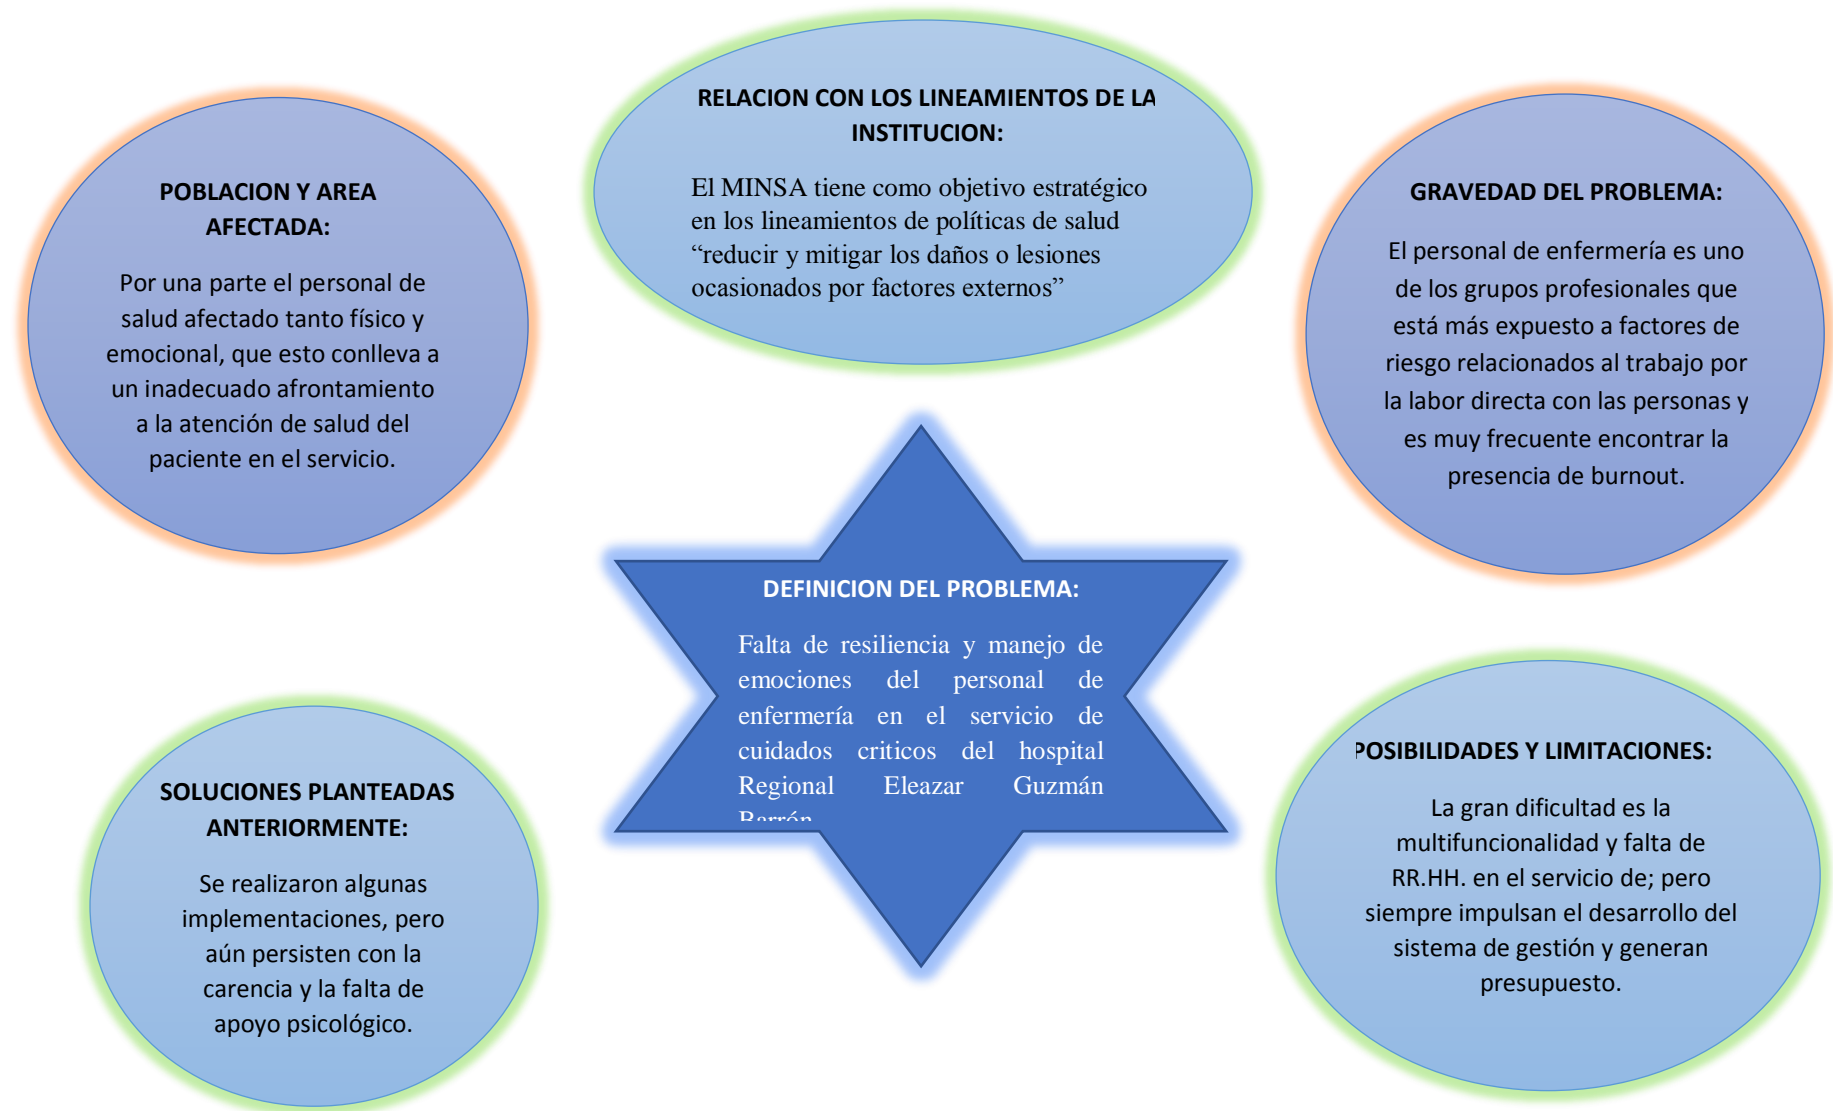 RELACION CON LOS LINEAMIENTOS DE LA
INSTITUCION:
El MINSA tiene como objetivo estratégico
en los lineamientos de políticas de salud
“reducir y mitigar los daños o lesiones
ocasionados por factores externos”
POBLACION Y AREA
AFECTADA:
Por una parte el personal de
salud afectado tanto físico y
emocional, que esto conlleva a
un inadecuado afrontamiento
a la atención de salud del
paciente en el servicio.
GRAVEDAD DEL PROBLEMA:
El personal de enfermería es uno
de los grupos profesionales que
está más expuesto a factores de
riesgo relacionados al trabajo por
la labor directa con las personas y
es muy frecuente encontrar la
presencia de burnout.
DEFINICION DEL PROBLEMA:
Falta de resiliencia y manejo de
emociones del personal de
enfermería en el servicio de
cuidados criticos del hospital
Regional Eleazar Guzmán
Barrón
SOLUCIONES PLANTEADAS
ANTERIORMENTE:
Se realizaron algunas
implementaciones, pero
aún persisten con la
carencia y la falta de
apoyo psicológico.
POSIBILIDADES Y LIMITACIONES:
La gran dificultad es la
multifuncionalidad y falta de
RR.HH. en el servicio de; pero
siempre impulsan el desarrollo del
sistema de gestión y generan
presupuesto.